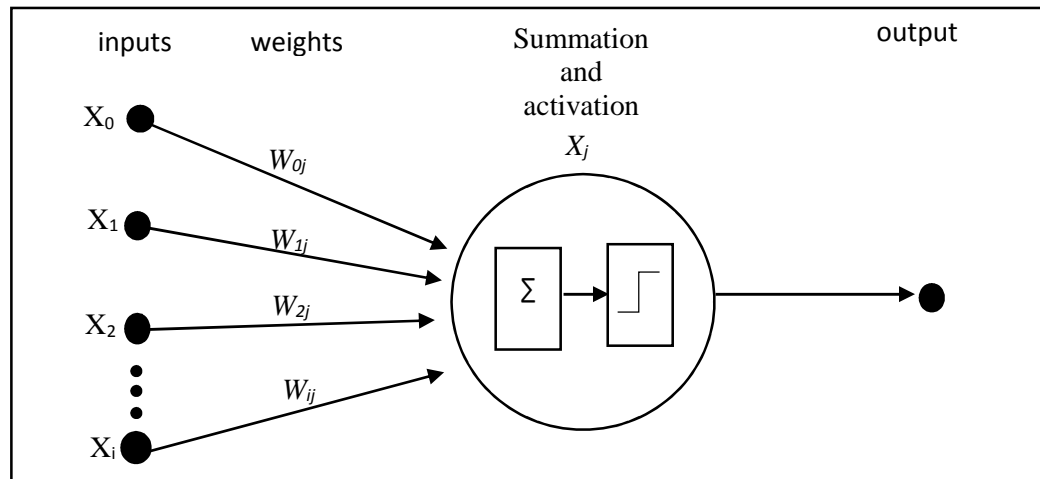 inputs
weights
Summation
and
activation
Xj
output
X0
W0j
X1
W1j
X2
W2j
Xi
Wij
Σ